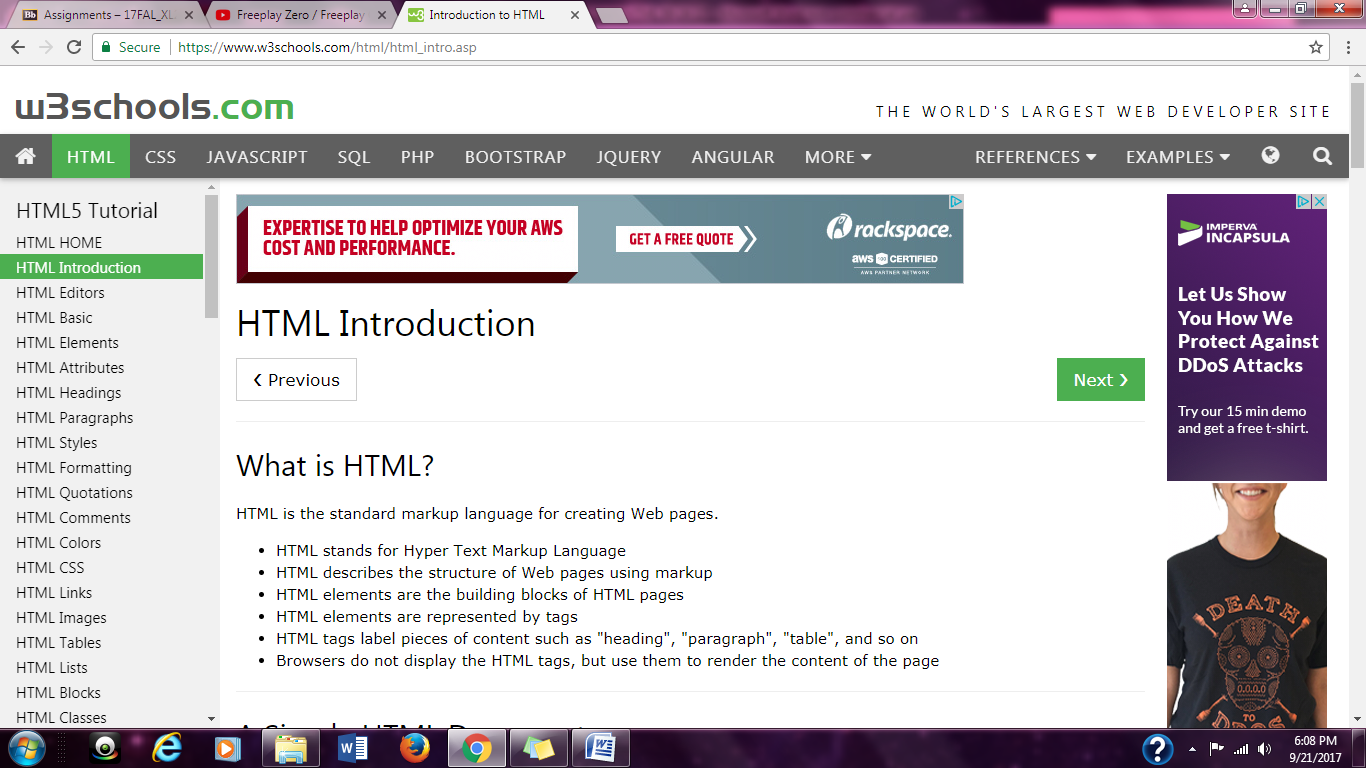 Assignments – 17FAL_XL
Freeplay Zero / Freeplay
Introduction to HTML
Secure https://www.w3schools.com/html/html_intro.asp
w3schools.com
THE WORLD'S LARGEST WEB DEVELOPER SITE
HTML CSS JAVASCRIPT SQL PHP BOOTSTRAP JQUERY ANGULAR MORE REFERENCES EXAMPLES
HTML5 Tutorial
HTML HOME
HTML Introduction
HTML Editors
HTML Basic
HTML Elements
HTML Attributes
HTML Headings
HTML Paragraphs
HTML Styles
HTML Formatting
HTML Quotations
HTML Comments
HTML Colors
HTML CSS
HTML Links
HTML Images
HTML Tables
HTML Lists
HTML Blocks
HTML Classes
EXPERTISE TO HELP OPTIMIZE YOUR AWS
COST AND PERFORMANCE.
GET A FREE QUOTE
rackspace.
aws CERTIFIED
AWS PARTNER NETWORK
HTML Introduction
❮ Previous
Next ❯
What is HTML?
HTML is the standard markup language for creating Web pages.
• HTML stands for Hyper Text Markup Language
• HTML describes the structure of Web pages using markup
• HTML elements are the building blocks of HTML pages
• HTML elements are represented by tags
• HTML tags label pieces of content such as "heading", "paragraph", "table", and so on
• Browsers do not display the HTML tags, but use them to render the content of the page
IMPERVA
INCAPSULA
Let Us Show
You How We
Protect Against
DDoS Attacks
Try our 15 min demo
and get a free t-shirt.
DEATH
0.0.0.0
TO
DDOS
6:08 PM
9/21/2017